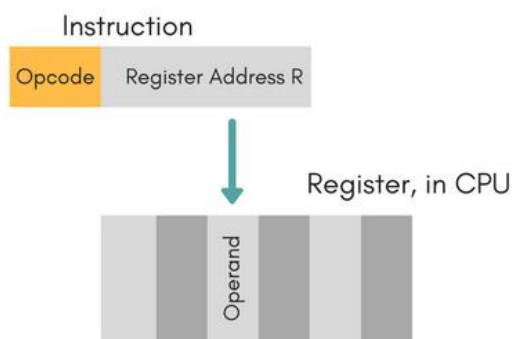 Instruction
Opcode Register Address R
Register, in CPU
Operand